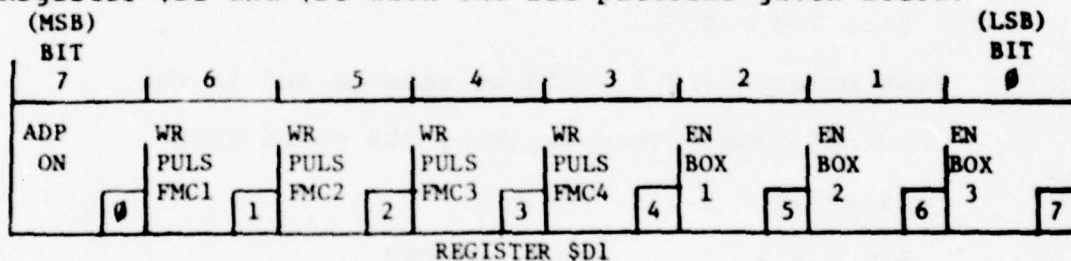 (MSB) (LSB)
BIT BIT
7 6 5 4 3 2 1 Ø
ADP WR WR WR WR EN EN EN
ON PULS PULS PULS PULS BOX BOX BOX
FMC1 FMC2 FMC3 FMC4 1 2 3
Ø 1 2 3 4 5 6 7
REGISTER $D1